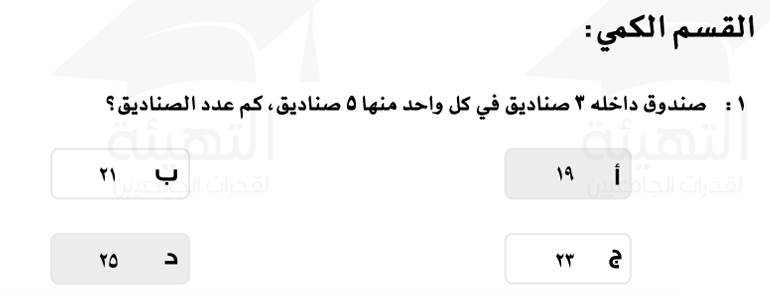 القسم الكمي:
١ : صندوق داخله ٣ صناديق في كل واحد منها ٥ صناديق، كم عدد الصناديق؟
أ ١٩
ب ٢١
ج ٢٣
د ٢٥
التهيئة لقدرات الجامعيين
التهيئة لقدرات الجامعيين